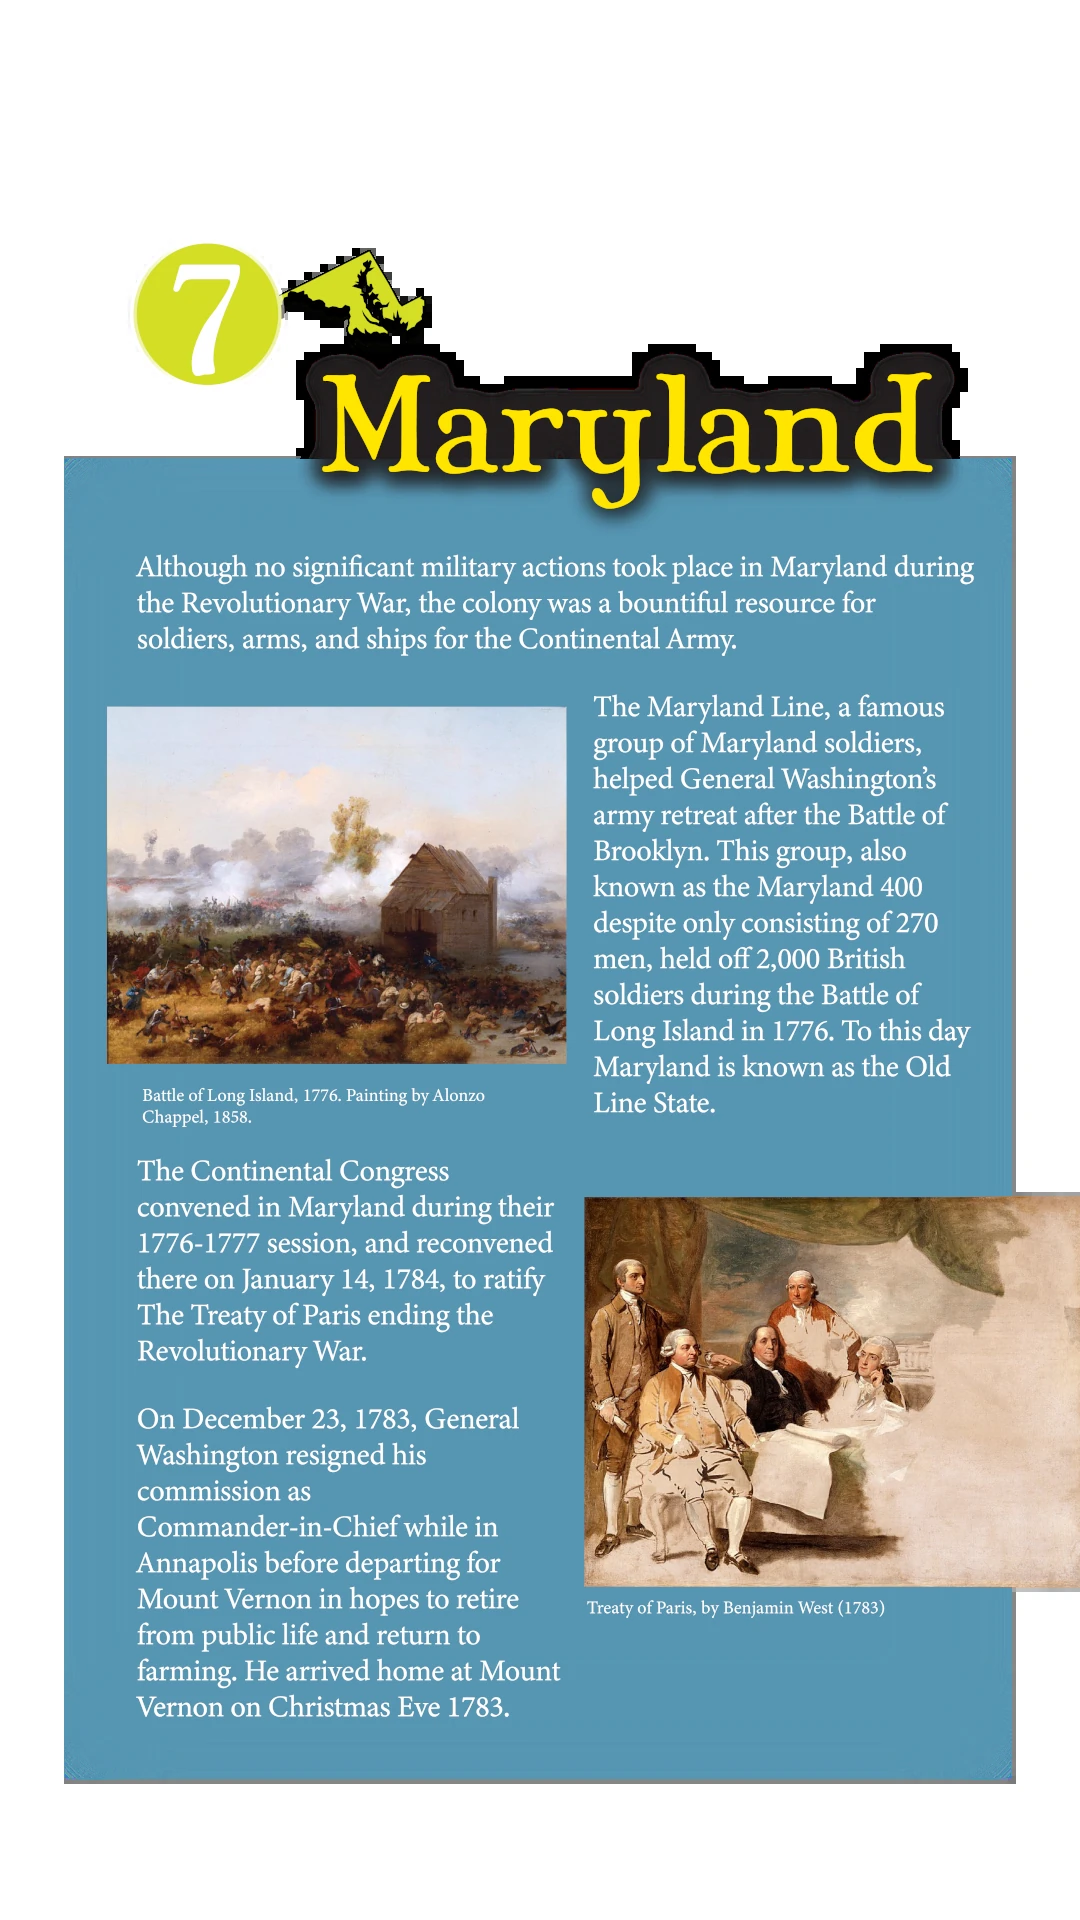 7
Maryland
Although no significant military actions took place in Maryland during
the Revolutionary War, the colony was a bountiful resource for
soldiers, arms, and ships for the Continental Army.
The Maryland Line, a famous
group of Maryland soldiers,
helped General Washington’s
army retreat after the Battle of
Brooklyn. This group, also
known as the Maryland 400
despite only consisting of 270
men, held off 2,000 British
soldiers during the Battle of
Long Island in 1776. To this day
Maryland is known as the Old
Line State.
Battle of Long Island, 1776. Painting by Alonzo
Chappel, 1858.
The Continental Congress
convened in Maryland during their
1776-1777 session, and reconvened
there on January 14, 1784, to ratify
The Treaty of Paris ending the
Revolutionary War.
On December 23, 1783, General
Washington resigned his
commission as
Commander-in-Chief while in
Annapolis before departing for
Mount Vernon in hopes to retire
from public life and return to
farming. He arrived home at Mount
Vernon on Christmas Eve 1783.
Treaty of Paris, by Benjamin West (1783)